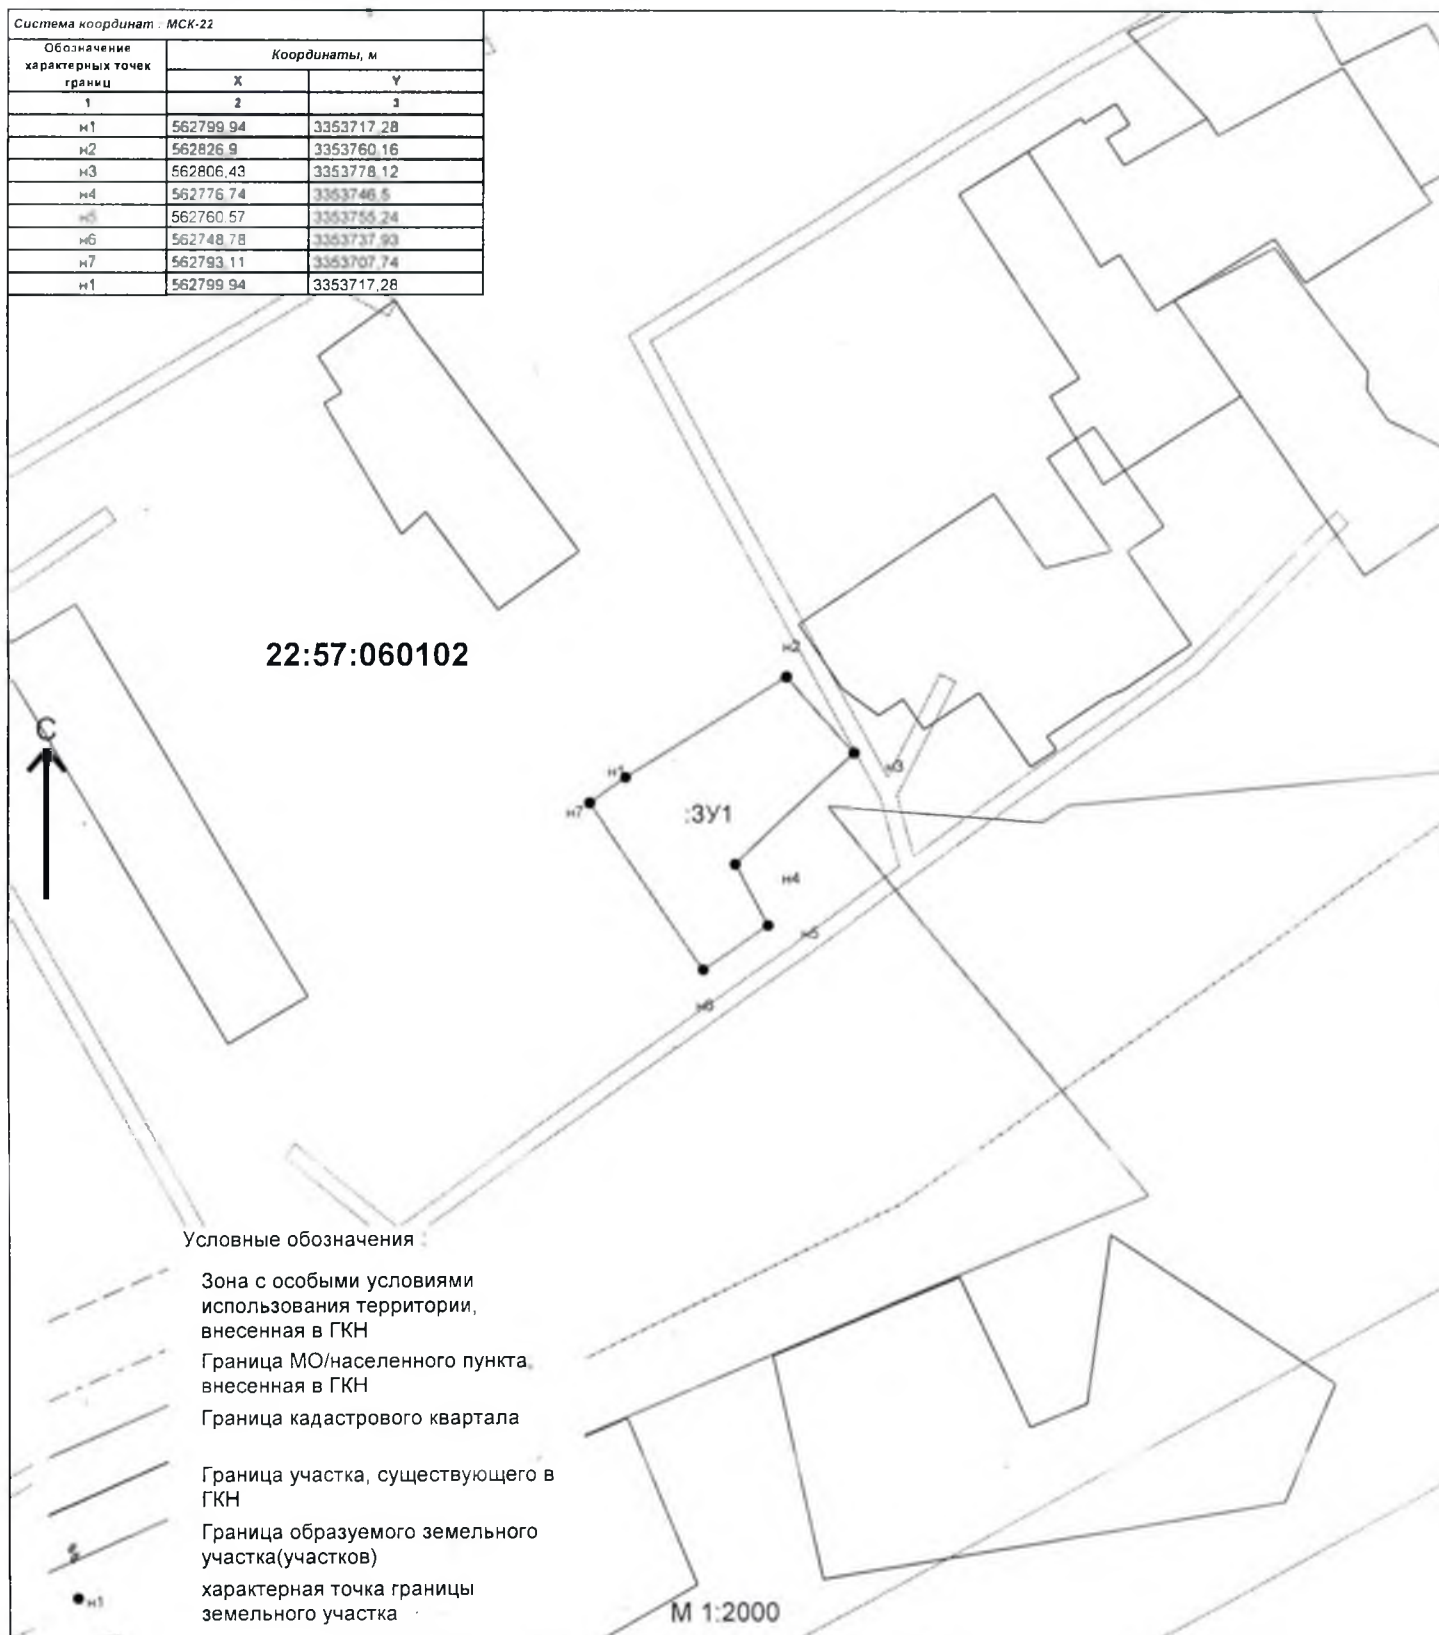 Система координат : МСК-22
Обозначение характерных точек границ
Координаты, м
X Y
1 2 3
н1 562799,94 3353717,28
н2 562826,9 3353760,16
н3 562806,43 3353778,12
н4 562776,74 3353746,5
н5 562760,57 3353755,24
н6 562748,78 3353737,93
н7 562793,11 3353707,74
н1 562799,94 3353717,28
22:57:060102
С
н2
н1
н3
н7
:ЗУ1
н4
н5
н6
Условные обозначения :
Зона с особыми условиями
использования территории,
внесенная в ГКН
Граница МО/населенного пункта,
внесенная в ГКН
Граница кадастрового квартала
Граница участка, существующего в
ГКН
Граница образуемого земельного
участка(участков)
н1
характерная точка границы
земельного участка
М 1:2000